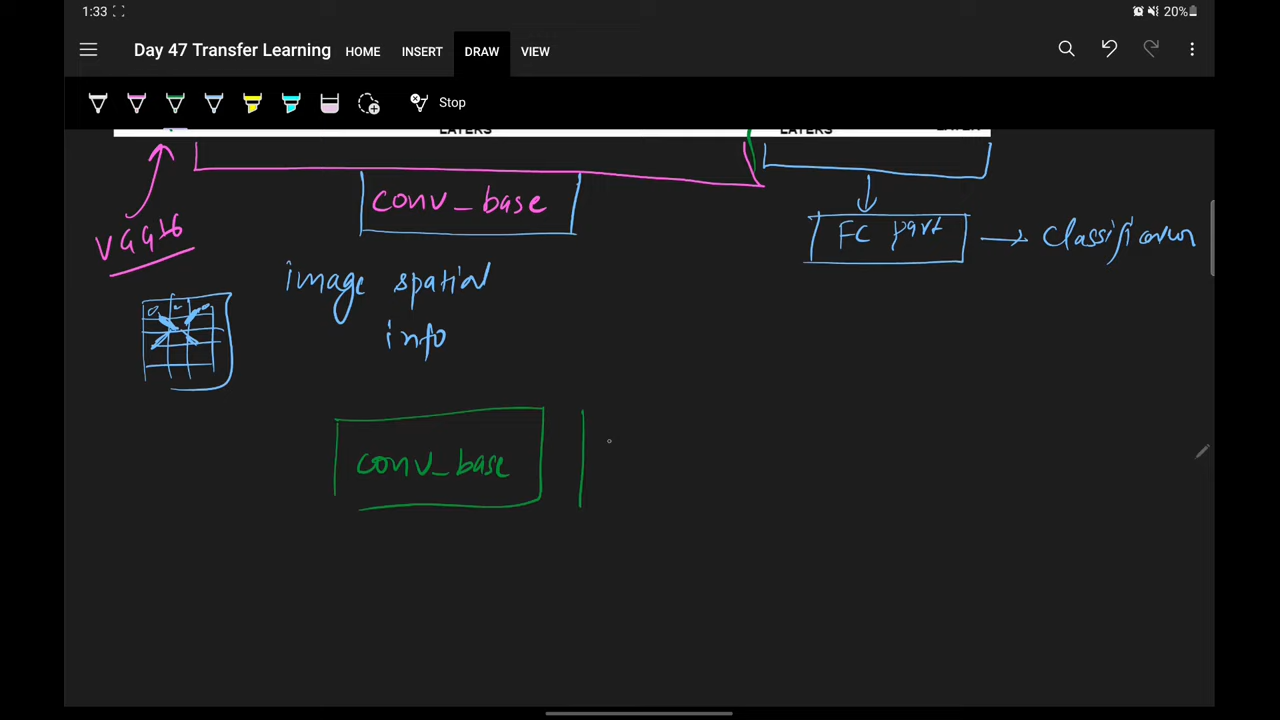 1:33
20%
Day 47 Transfer Learning HOME INSERT DRAW VIEW
Stop
LAYERS LAYERS LAYER
conv_base
VGG16
FC part → Classification
image spatial
info
conv_base